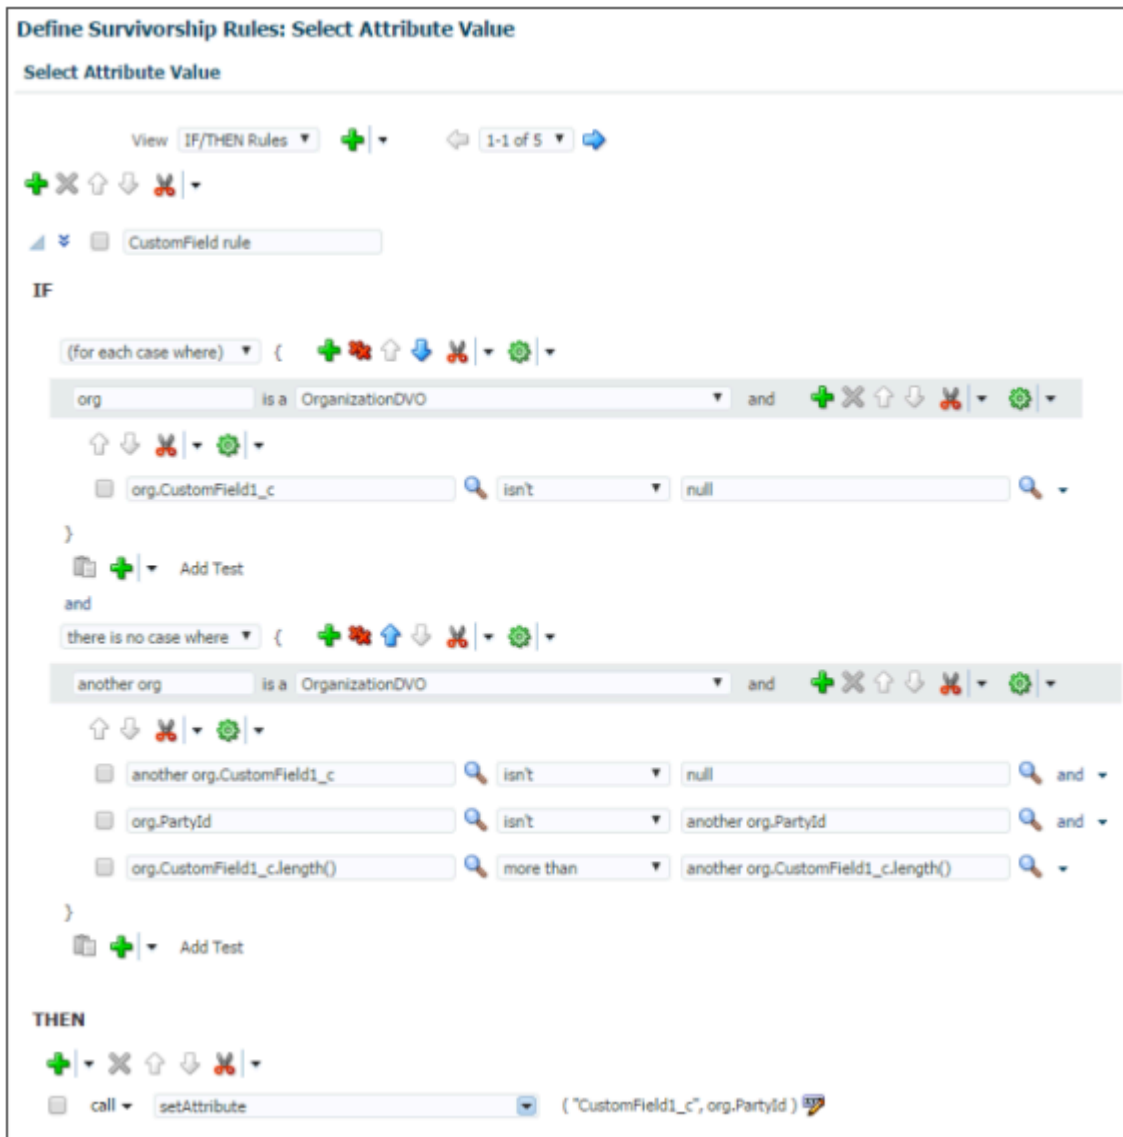 Define Survivorship Rules: Select Attribute Value
Select Attribute Value
View IF/THEN Rules 1-1 of 5
CustomField rule
IF
(for each case where) {
org is a OrganizationDVO and
org.CustomField1_c isn't null
}
Add Test
and
there is no case where {
another org is a OrganizationDVO and
another org.CustomField1_c isn't null and
org.PartyId isn't another org.PartyId and
org.CustomField1_c.length() more than another org.CustomField1_c.length()
}
Add Test
THEN
call setAttribute ( "CustomField1_c", org.PartyId )